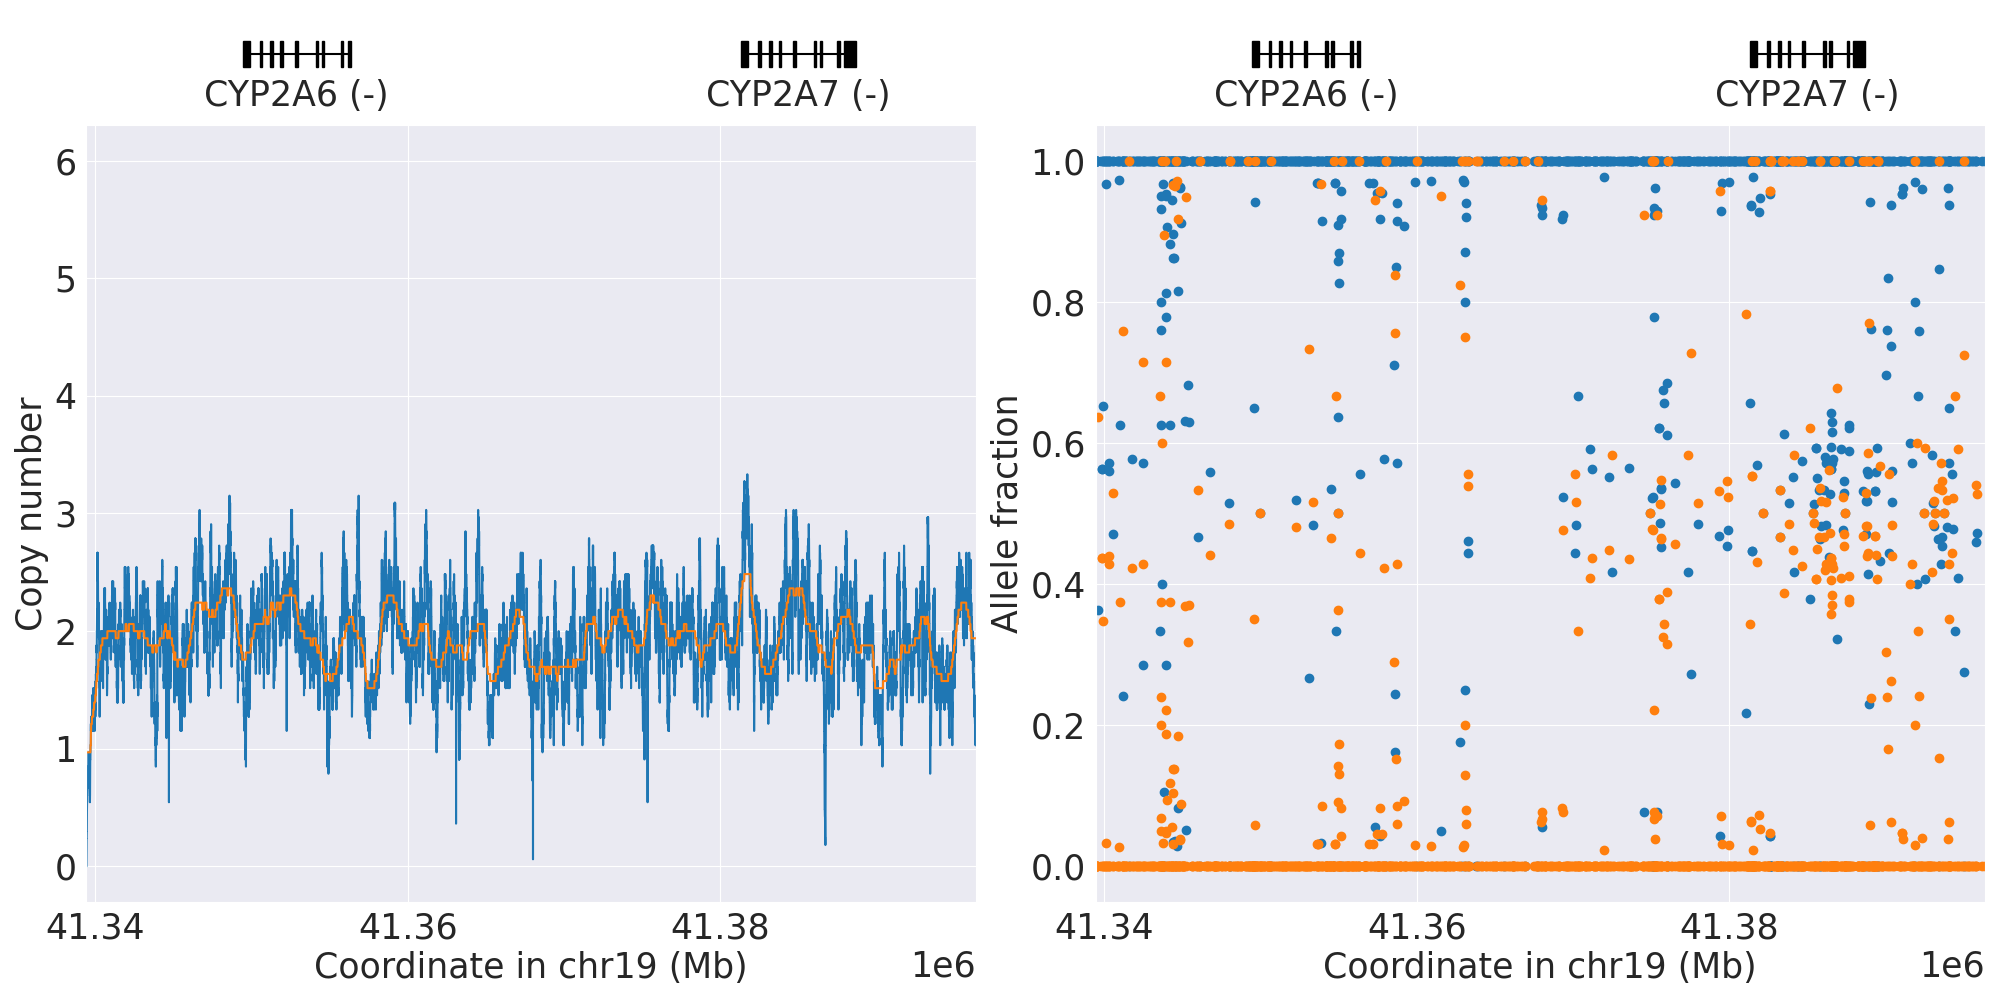 CYP2A6 (-)
CYP2A7 (-)
6
5
4
3
2
1
0
Copy number
41.34
41.36
41.38
Coordinate in chr19 (Mb)
1e6
CYP2A6 (-)
CYP2A7 (-)
1.0
0.8
0.6
0.4
0.2
0.0
Allele fraction
41.34
41.36
41.38
Coordinate in chr19 (Mb)
1e6